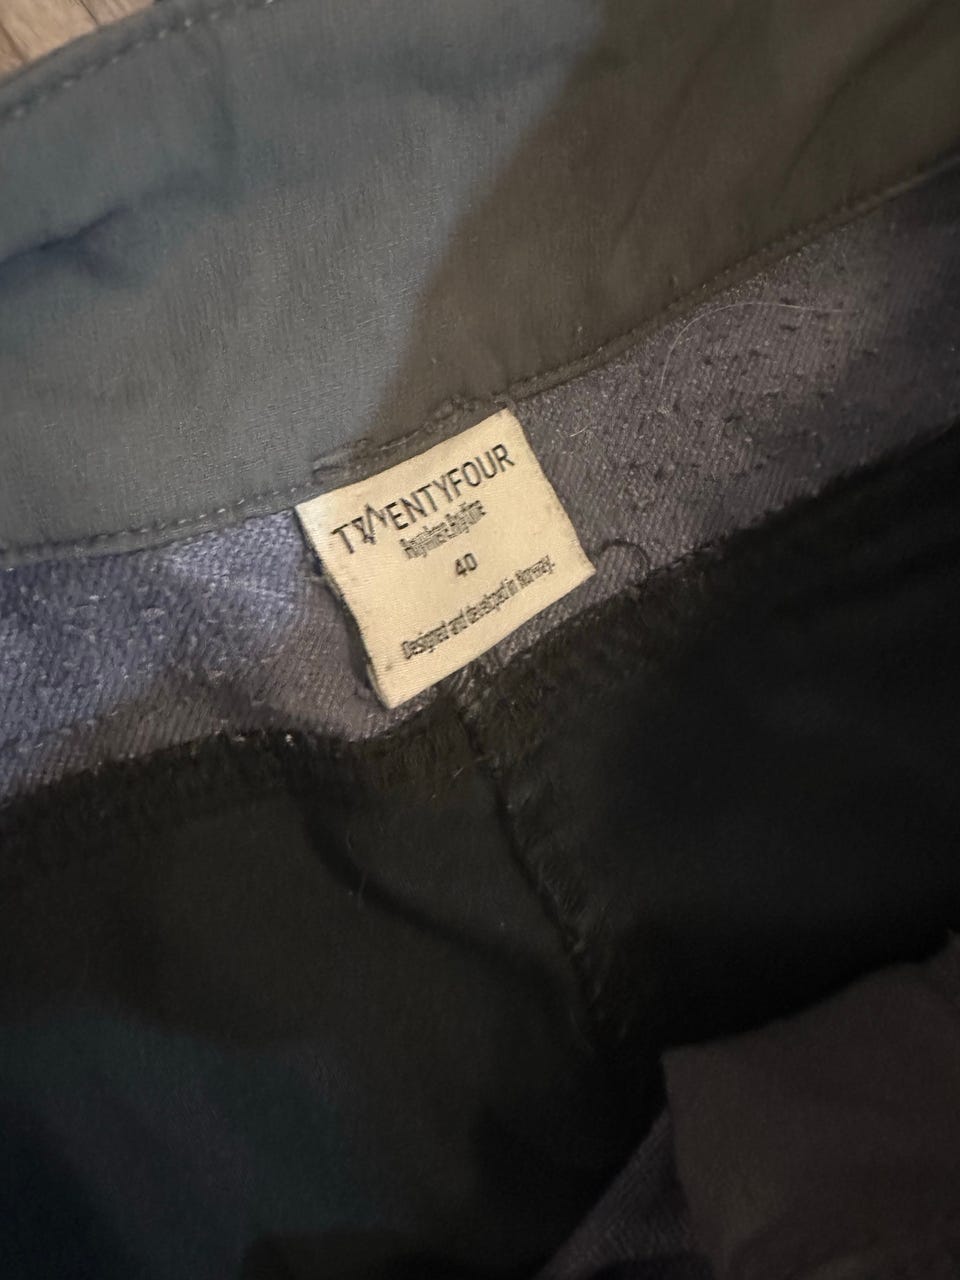 TWENTYFOUR
40
Designed and developed in Norway.